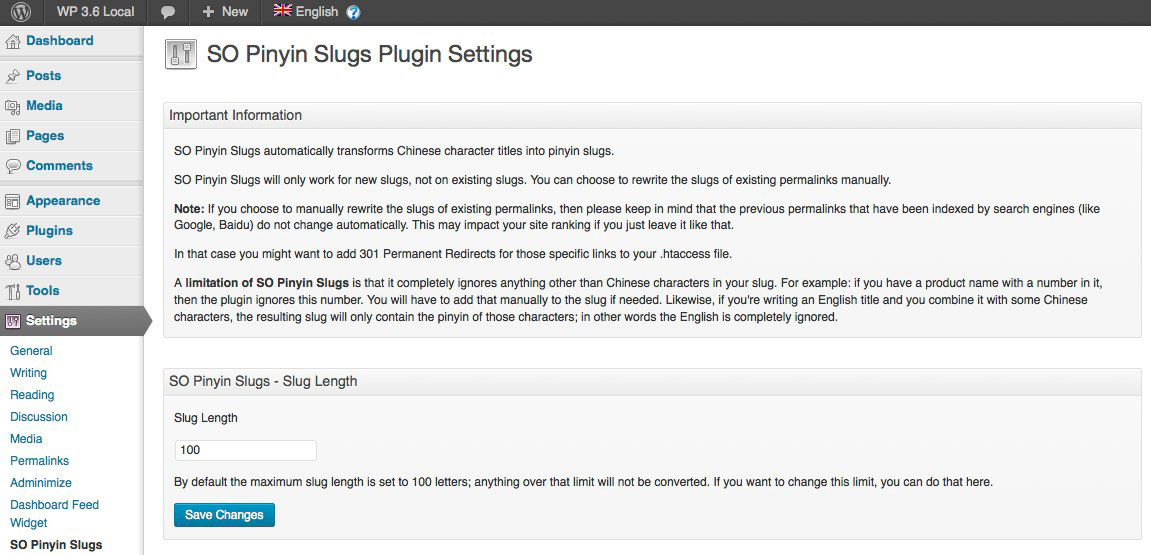 WP 3.6 Local
+ New
English
Dashboard
Posts
Media
Pages
Comments
Appearance
Plugins
Users
Tools
Settings
General
Writing
Reading
Discussion
Media
Permalinks
Adminimize
Dashboard Feed
Widget
SO Pinyin Slugs
SO Pinyin Slugs Plugin Settings
Important Information
SO Pinyin Slugs automatically transforms Chinese character titles into pinyin slugs.
SO Pinyin Slugs will only work for new slugs, not on existing slugs. You can choose to rewrite the slugs of existing permalinks manually.
Note: If you choose to manually rewrite the slugs of existing permalinks, then please keep in mind that the previous permalinks that have been indexed by search engines (like
Google, Baidu) do not change automatically. This may impact your site ranking if you just leave it like that.
In that case you might want to add 301 Permanent Redirects for those specific links to your .htaccess file.
A limitation of SO Pinyin Slugs is that it completely ignores anything other than Chinese characters in your slug. For example: if you have a product name with a number in it,
then the plugin ignores this number. You will have to add that manually to the slug if needed. Likewise, if you're writing an English title and you combine it with some Chinese
characters, the resulting slug will only contain the pinyin of those characters; in other words the English is completely ignored.
SO Pinyin Slugs - Slug Length
Slug Length
100
By default the maximum slug length is set to 100 letters; anything over that limit will not be converted. If you want to change this limit, you can do that here.
Save Changes